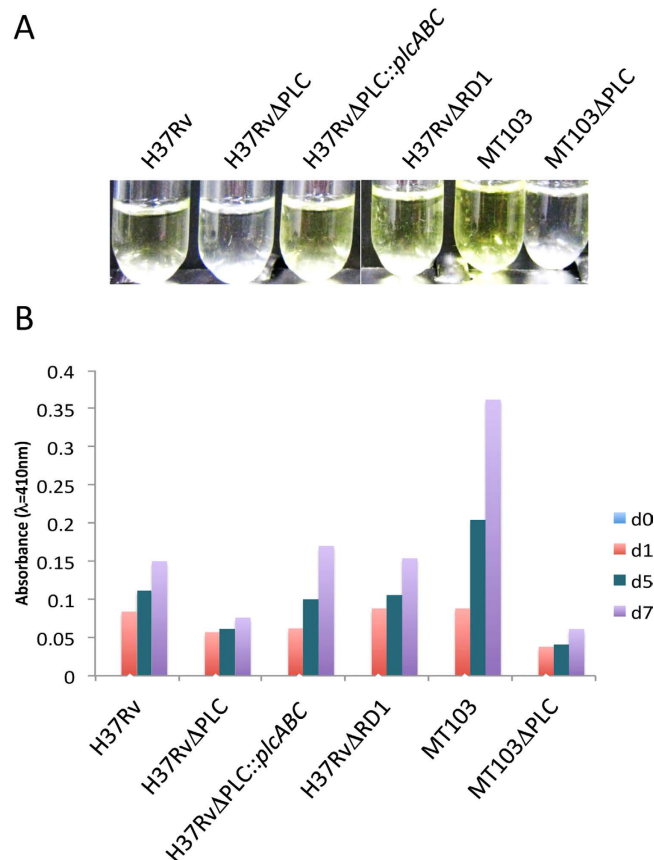 A
H37Rv
H37RvΔPLC
H37RvΔPLC::plcABC
H37RvΔRD1
MT103
MT103ΔPLC
B
Absorbance (λ=410nm)
0.4
0.35
0.3
0.25
0.2
0.15
0.1
0.05
0
d0
d1
d5
d7
H37Rv
H37RvΔPLC
H37RvΔPLC::plcABC
H37RvΔRD1
MT103
MT103ΔPLC